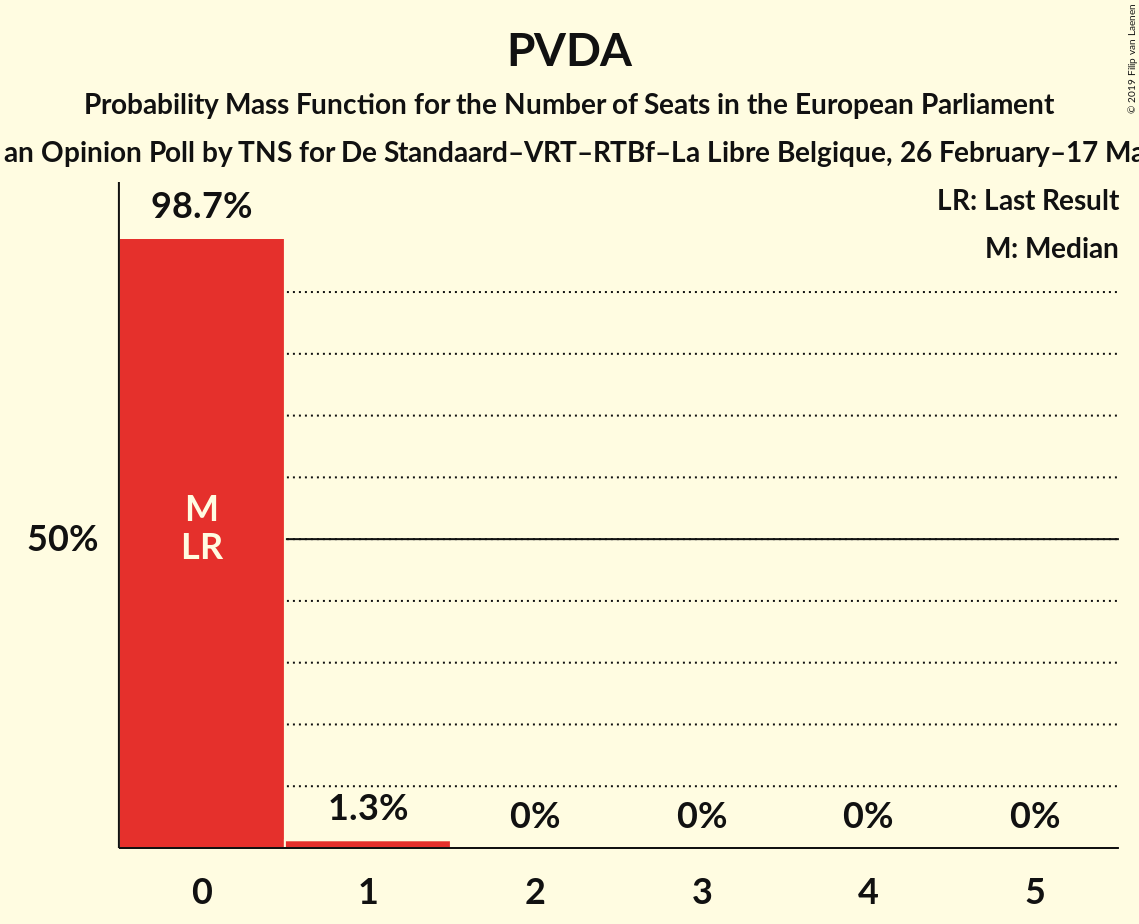 PVDA
Probability Mass Function for the Number of Seats in the European Parliament
an Opinion Poll by TNS for De Standaard–VRT–RTBf–La Libre Belgique, 26 February–17 Ma
© 2019 Filip van Laenen
LR: Last Result
M: Median
98.7%
M
LR
50%
1.3%
0%
0%
0%
0%
0
1
2
3
4
5